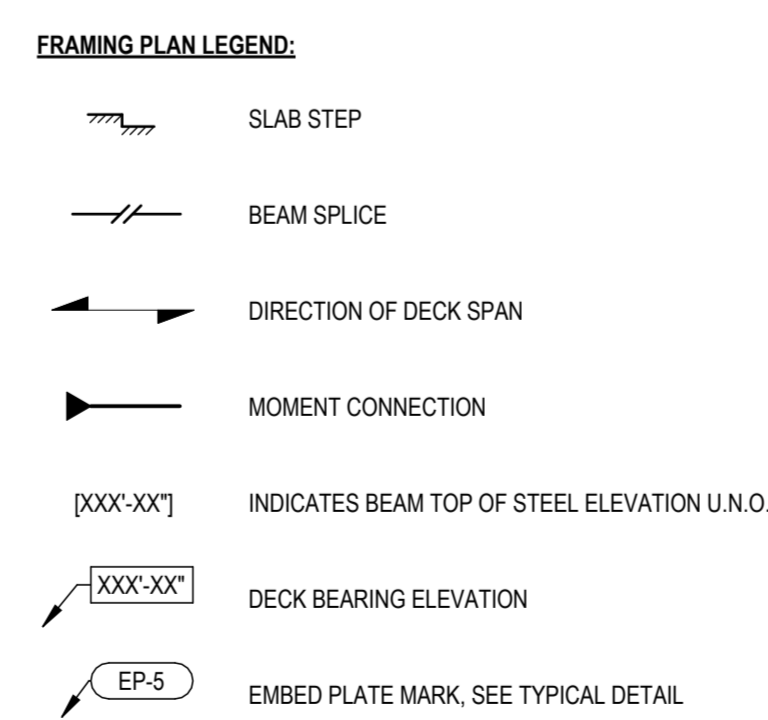 FRAMING PLAN LEGEND:
SLAB STEP
BEAM SPLICE
DIRECTION OF DECK SPAN
MOMENT CONNECTION
[XXX'-XX"] INDICATES BEAM TOP OF STEEL ELEVATION U.N.O.
XXX'-XX" DECK BEARING ELEVATION
EP-5 EMBED PLATE MARK, SEE TYPICAL DETAIL